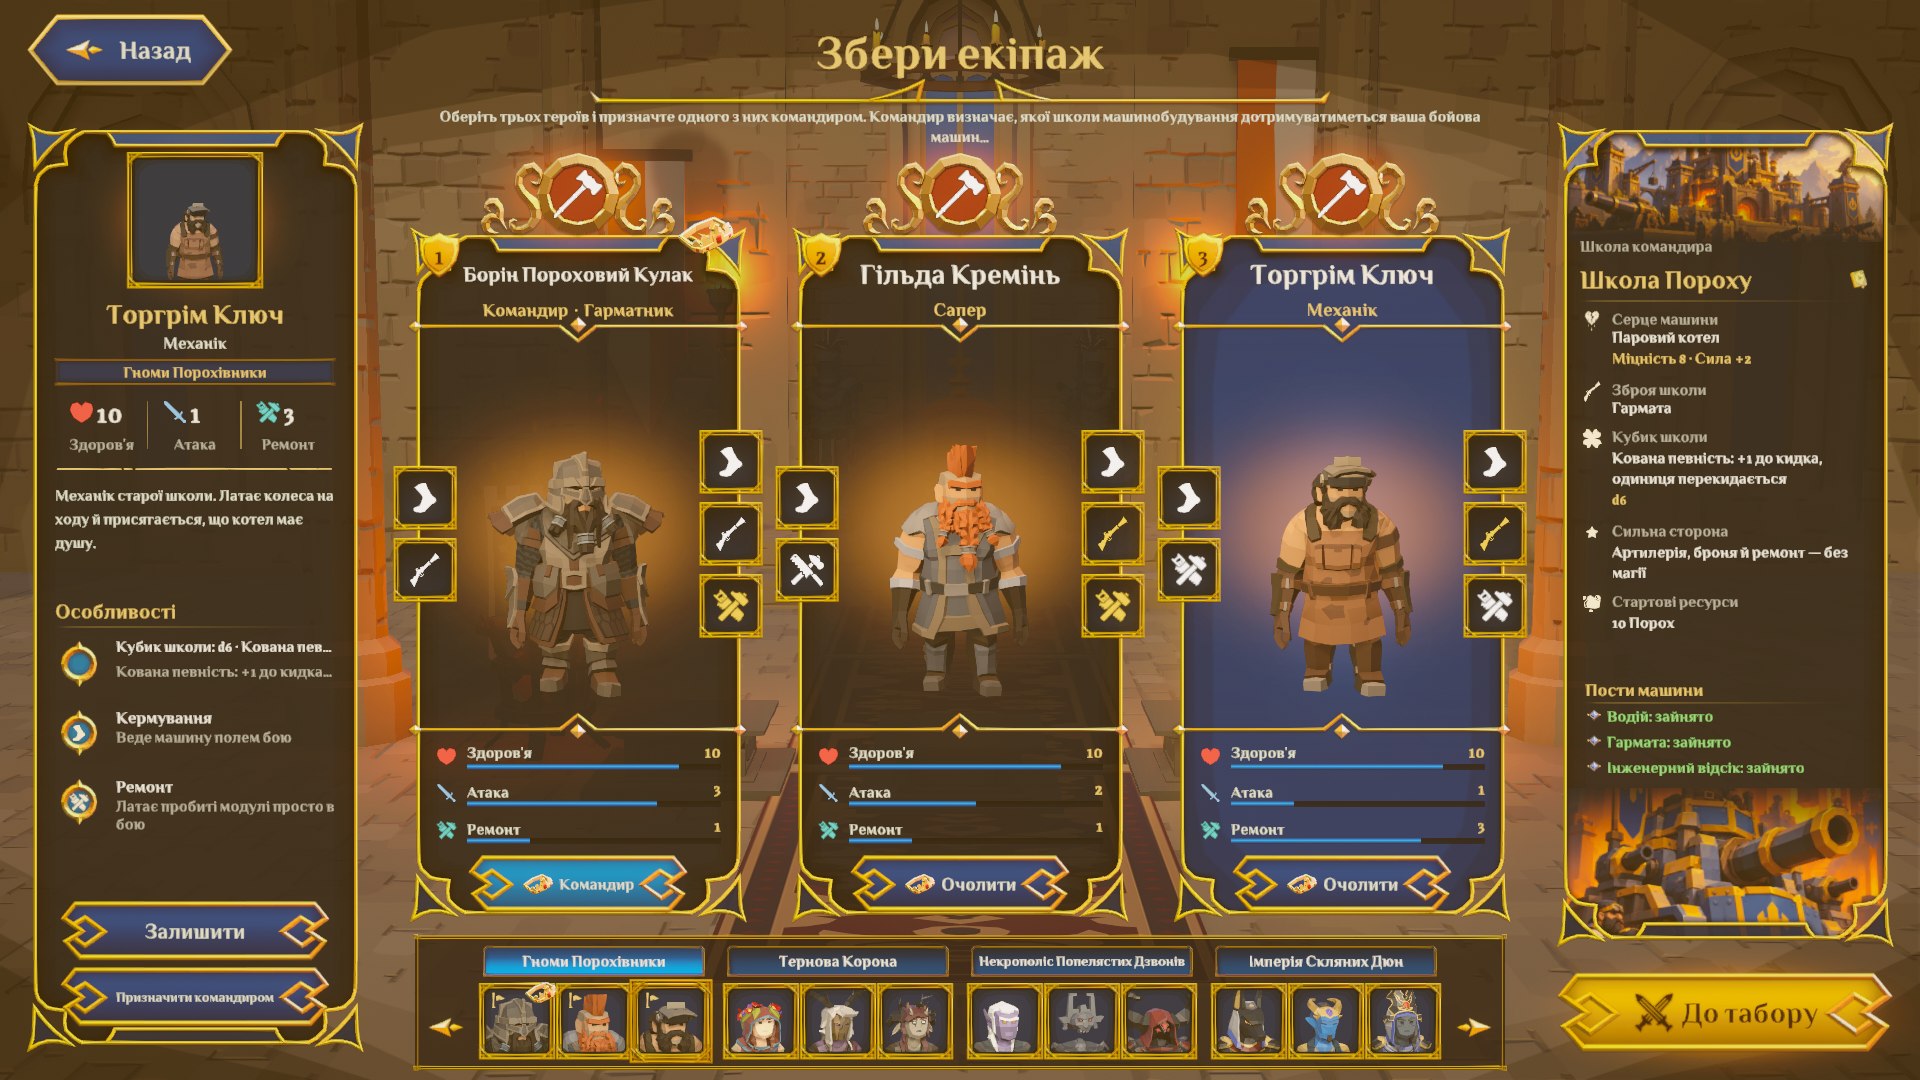 Назад
Збери екіпаж
Оберіть трьох героїв і призначте одного з них командиром. Командир визначає, якої школи машинобудування дотримуватиметься ваша бойова
машин...
Торгрім Ключ
Механік
Гноми Порохівники
10
1
3
Здоров'я
Атака
Ремонт
Механік старої школи. Латає колеса на
ходу й присягається, що котел має
душу.
Особливості
Кубик школи: d6 · Кована пев...
Кована певність: +1 до кидка...
Кермування
Веде машину полем бою
Ремонт
Латає пробиті модулі просто в
бою
Залишити
Призначити командиром
1
Борін Пороховий Кулак
Командир · Гарматник
Здоров'я 10
Атака 3
Ремонт 1
Командир
2
Гільда Кремінь
Сапер
Здоров'я 10
Атака 2
Ремонт 1
Очолити
3
Торгрім Ключ
Механік
Здоров'я 10
Атака 1
Ремонт 3
Очолити
Гноми Порохівники
Тернова Корона
Некрополіс Попелястих Дзвонів
Імперія Скляних Дюн
Школа командира
Школа Пороху
Серце машини
Паровий котел
Міцність 8 · Сила +2
Зброя школи
Гармата
Кубик школи
Кована певність: +1 до кидка,
одиниця перекидається
d6
Сильна сторона
Артилерія, броня й ремонт — без
магії
Стартові ресурси
10 Порох
Пости машини
Водій: зайнято
Гармата: зайнято
Інженерний відсік: зайнято
До табору